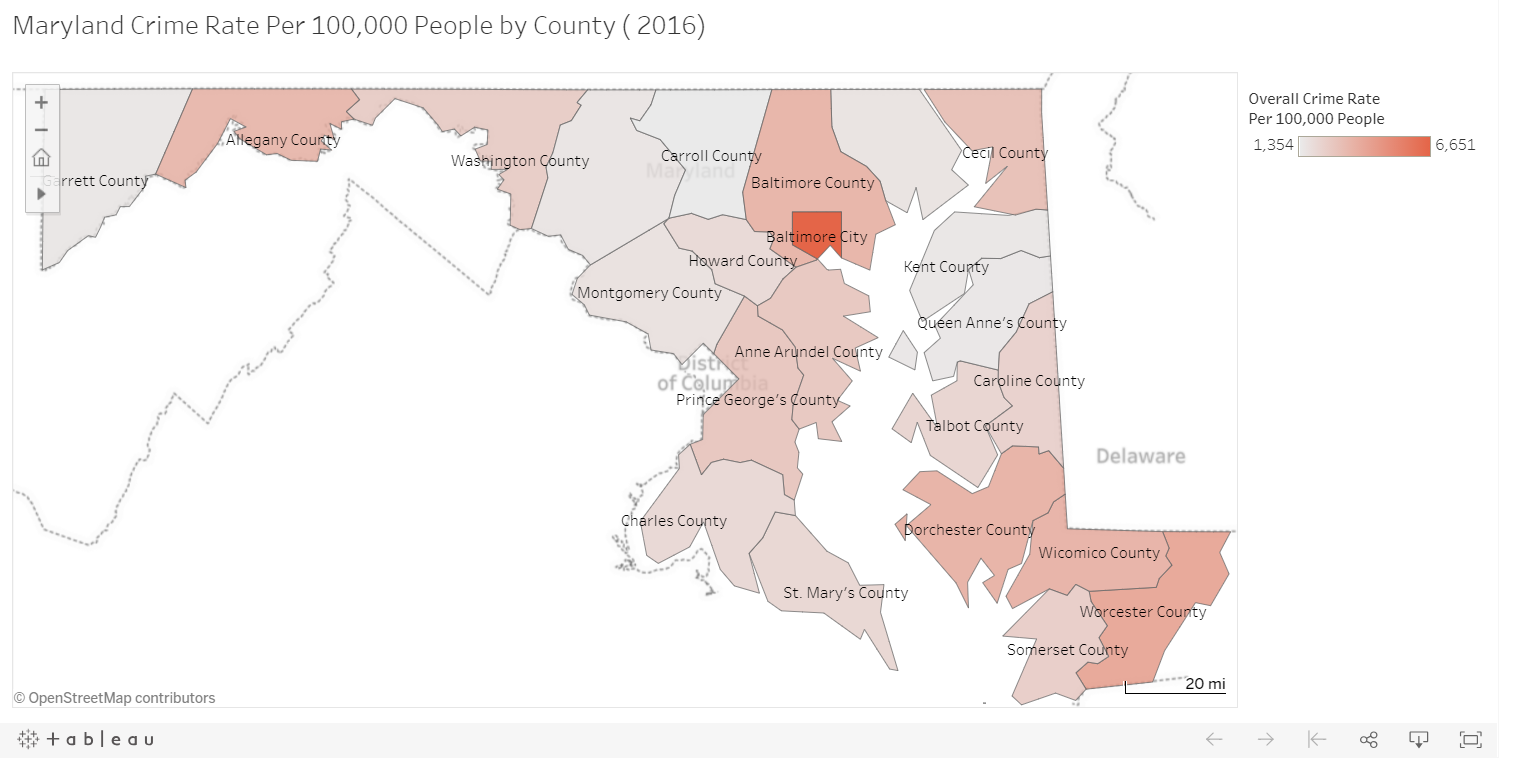 Maryland Crime Rate Per 100,000 People by County ( 2016)
Overall Crime Rate
Per 100,000 People
1,354
6,651
Allegany County
Garrett County
Washington County
Carroll County
Maryland
Cecil County
Baltimore County
Baltimore City
Howard County
Kent County
Montgomery County
Queen Anne's County
Anne Arundel County
District
of Columbia
Caroline County
Prince George's County
Talbot County
Delaware
Charles County
Dorchester County
Wicomico County
St. Mary's County
Worcester County
Somerset County
20 mi
© OpenStreetMap contributors
+ a b | e a u